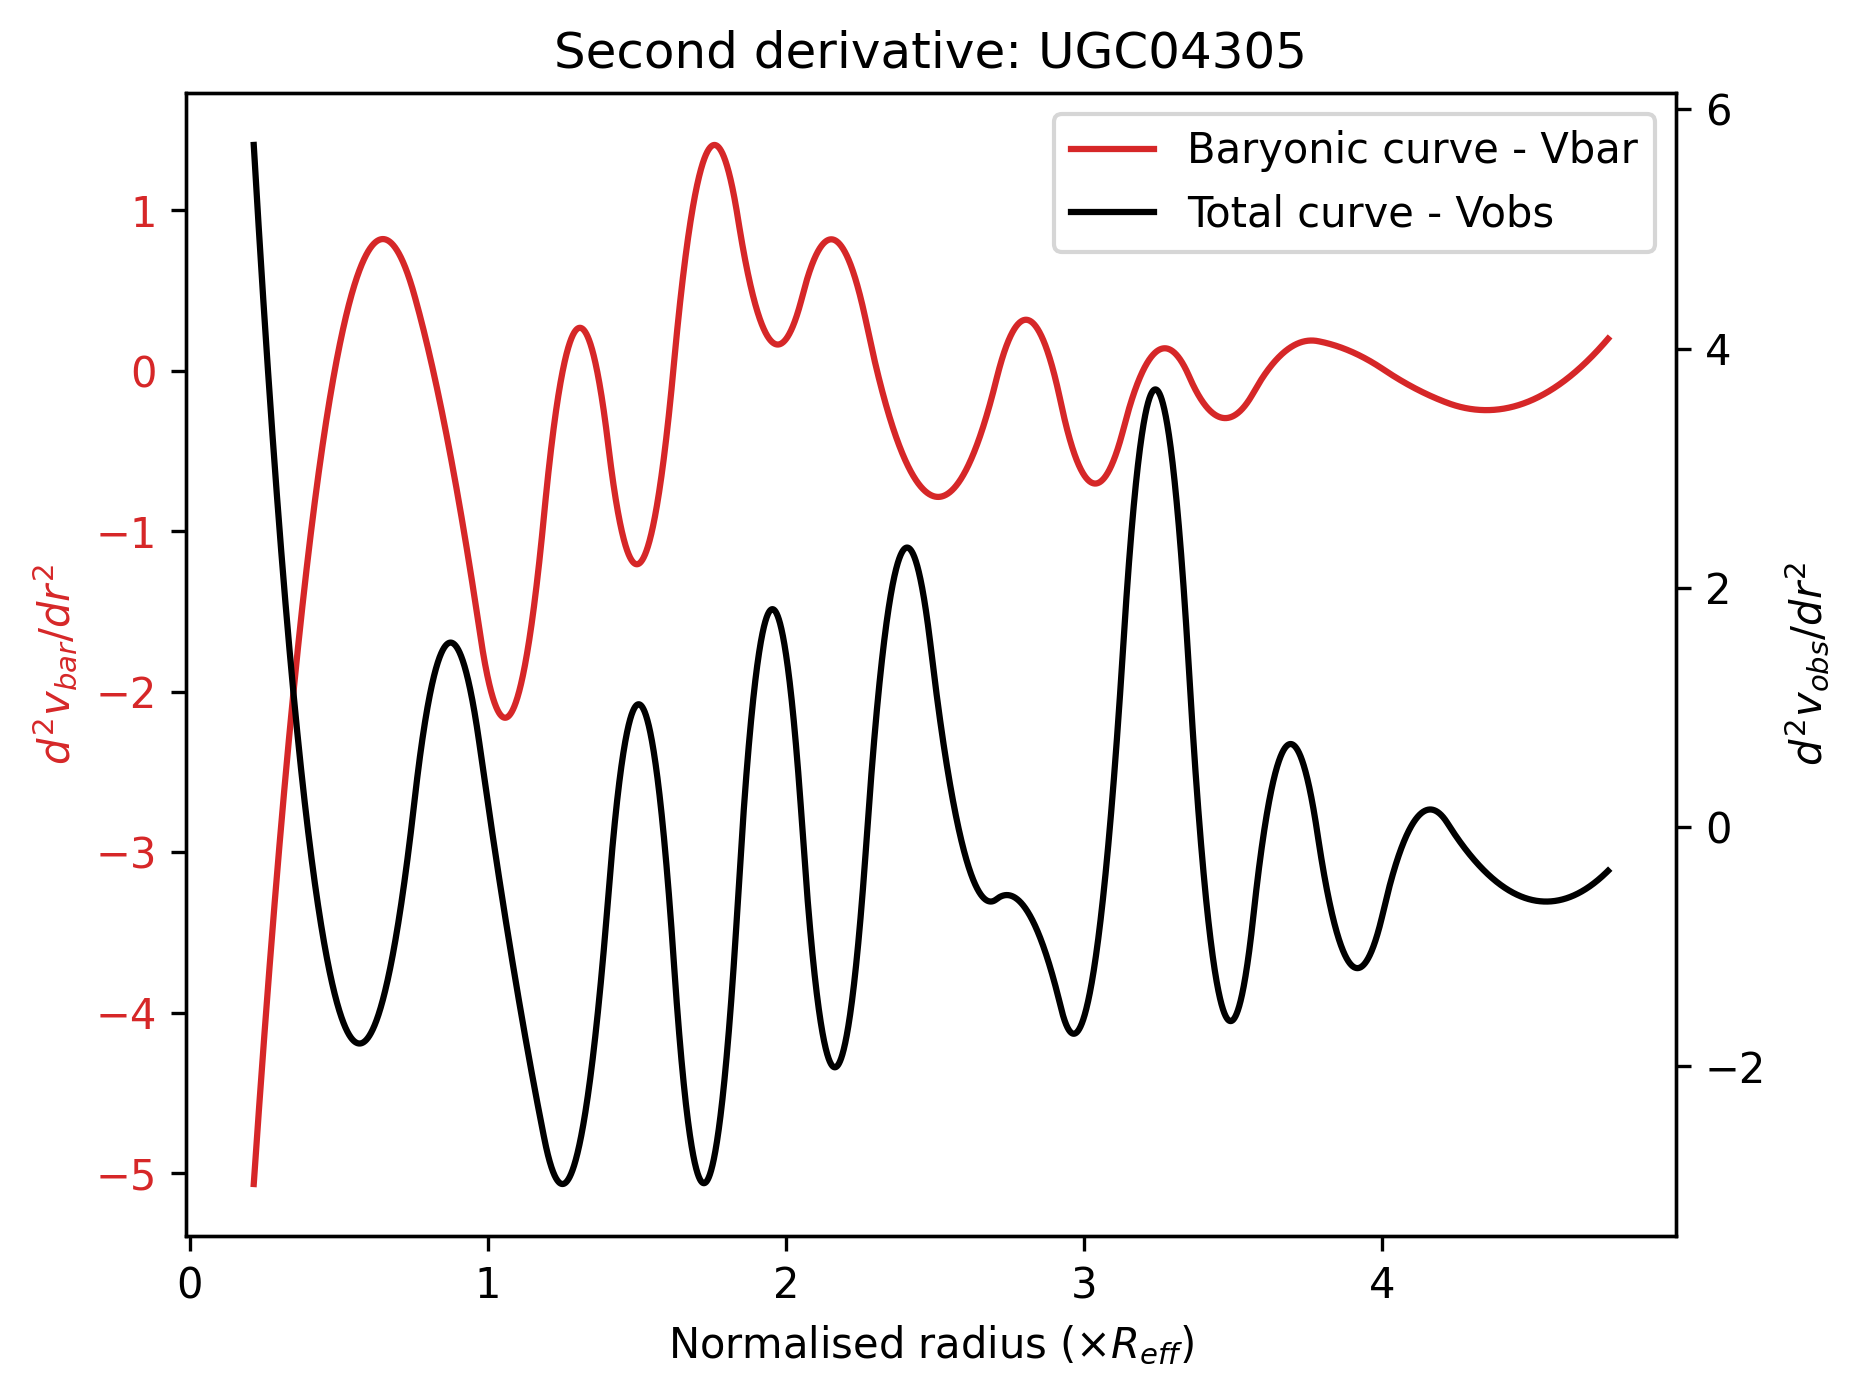 Second derivative: UGC04305
Baryonic curve - Vbar
Total curve - Vobs
1
0
−1
−2
−3
−4
−5
d²v_bar/dr²
6
4
2
0
−2
d²v_obs/dr²
0 1 2 3 4
Normalised radius (×R_eff)